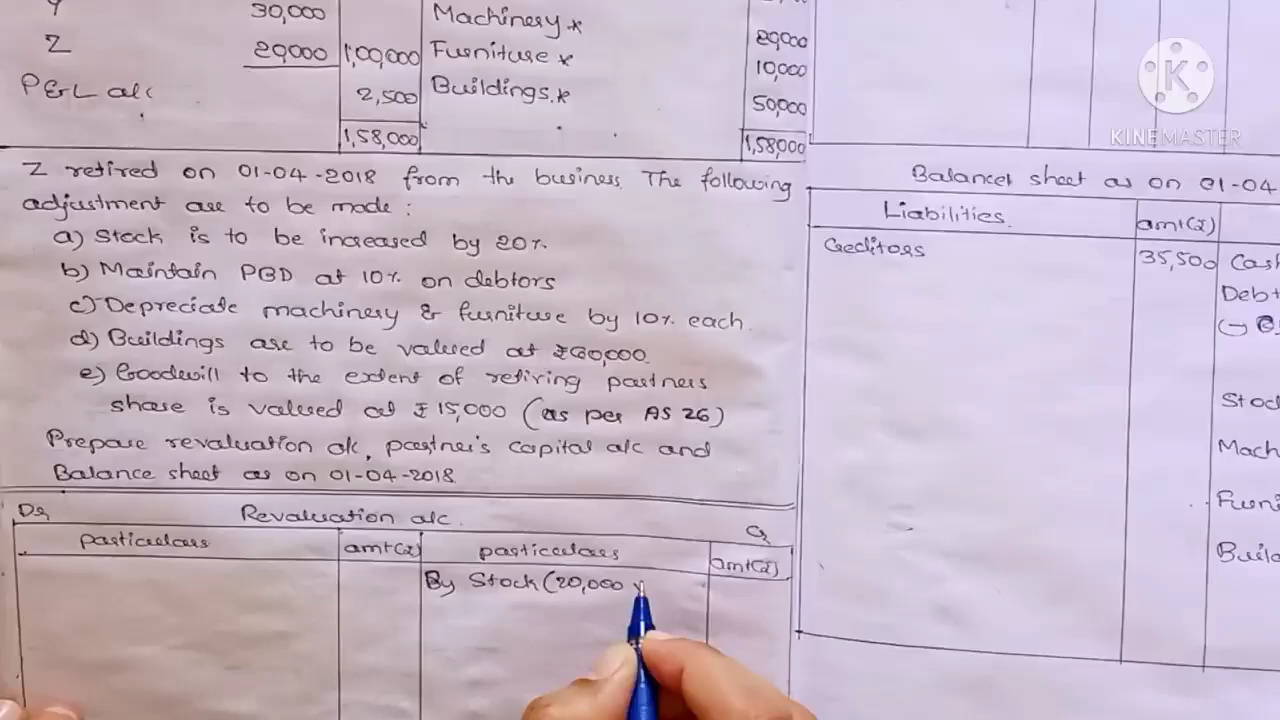 30,000 Machinery *
Z 20,000 1,00,000 Furniture * 20,000
P&L a/c 2,500 Buildings * 10,000
50,000
1,58,000 1,58,000
Z retired on 01-04-2018 from the business. The following
adjustment are to be made:
a) Stock is to be increased by 20%.
b) Maintain PBD at 10% on debtors
c) Depreciate machinery & furniture by 10% each.
d) Buildings are to be valued at ₹60,000.
e) Goodwill to the extent of retiring partners
share is valued at ₹15,000 (as per AS 26)
Prepare revaluation a/c, partner's capital a/c and
Balance sheet as on 01-04-2018.
Dr Revaluation a/c. Cr
particulars amt(₹) particulars amt(₹)
By Stock (20,000
K
KINEMASTER
Balance sheet as on 01-04
Liabilities. amt(₹)
Creditors 35,500 Cash
Debt
(-)
Stoc
Mach
Furni
Build